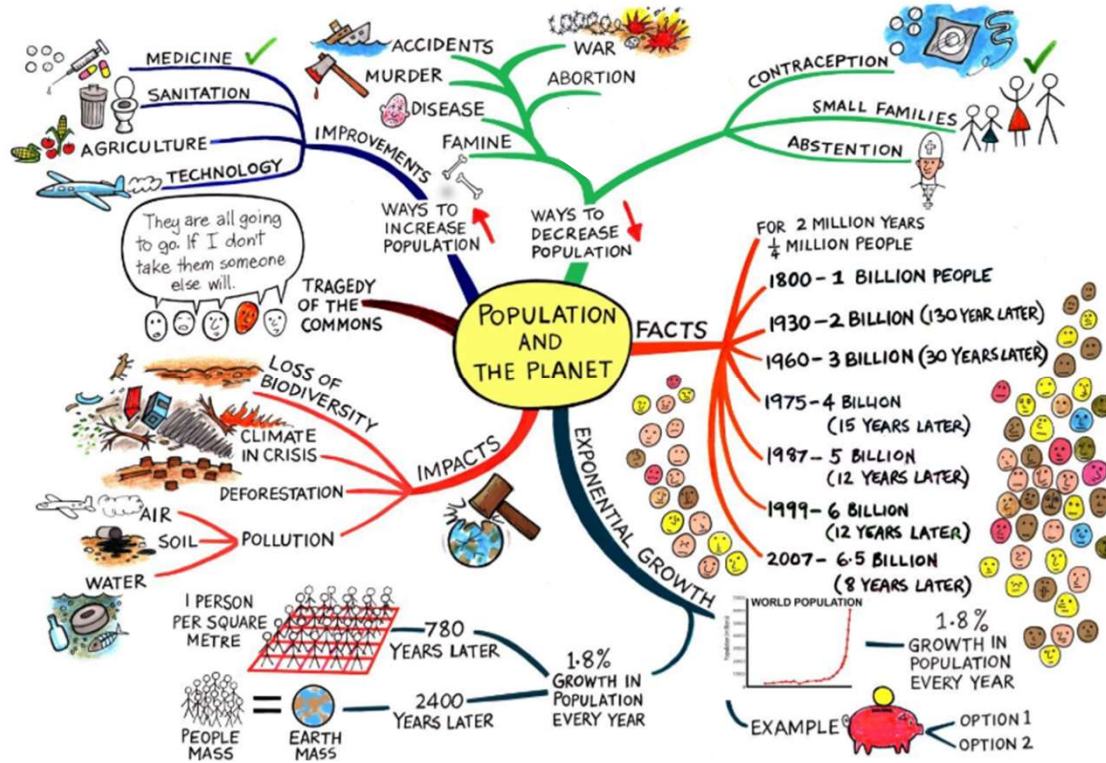 POPULATION
AND
THE PLANET
WAYS TO
INCREASE
POPULATION
IMPROVEMENTS
MEDICINE
SANITATION
AGRICULTURE
TECHNOLOGY
WAYS TO
DECREASE
POPULATION
ACCIDENTS
MURDER
DISEASE
FAMINE
WAR
ABORTION
CONTRACEPTION
SMALL FAMILIES
ABSTENTION
FACTS
FOR 2 MILLION YEARS
1/4 MILLION PEOPLE
1800 - 1 BILLION PEOPLE
1930 - 2 BILLION (130 YEAR LATER)
1960 - 3 BILLION (30 YEARS LATER)
1975 - 4 BILLION
(15 YEARS LATER)
1987 - 5 BILLION
(12 YEARS LATER)
1999 - 6 BILLION
(12 YEARS LATER)
2007 - 6.5 BILLION
(8 YEARS LATER)
EXPONENTIAL GROWTH
WORLD POPULATION
1.8%
GROWTH IN
POPULATION
EVERY YEAR
EXAMPLE
OPTION 1
OPTION 2
1.8%
GROWTH IN
POPULATION
EVERY YEAR
780
YEARS LATER
1 PERSON
PER SQUARE
METRE
2400
YEARS LATER
PEOPLE
MASS
=
EARTH
MASS
IMPACTS
LOSS OF
BIODIVERSITY
CLIMATE
IN CRISIS
DEFORESTATION
POLLUTION
AIR
SOIL
WATER
TRAGEDY
OF THE
COMMONS
They are all going
to go. If I don't
take them someone
else will.